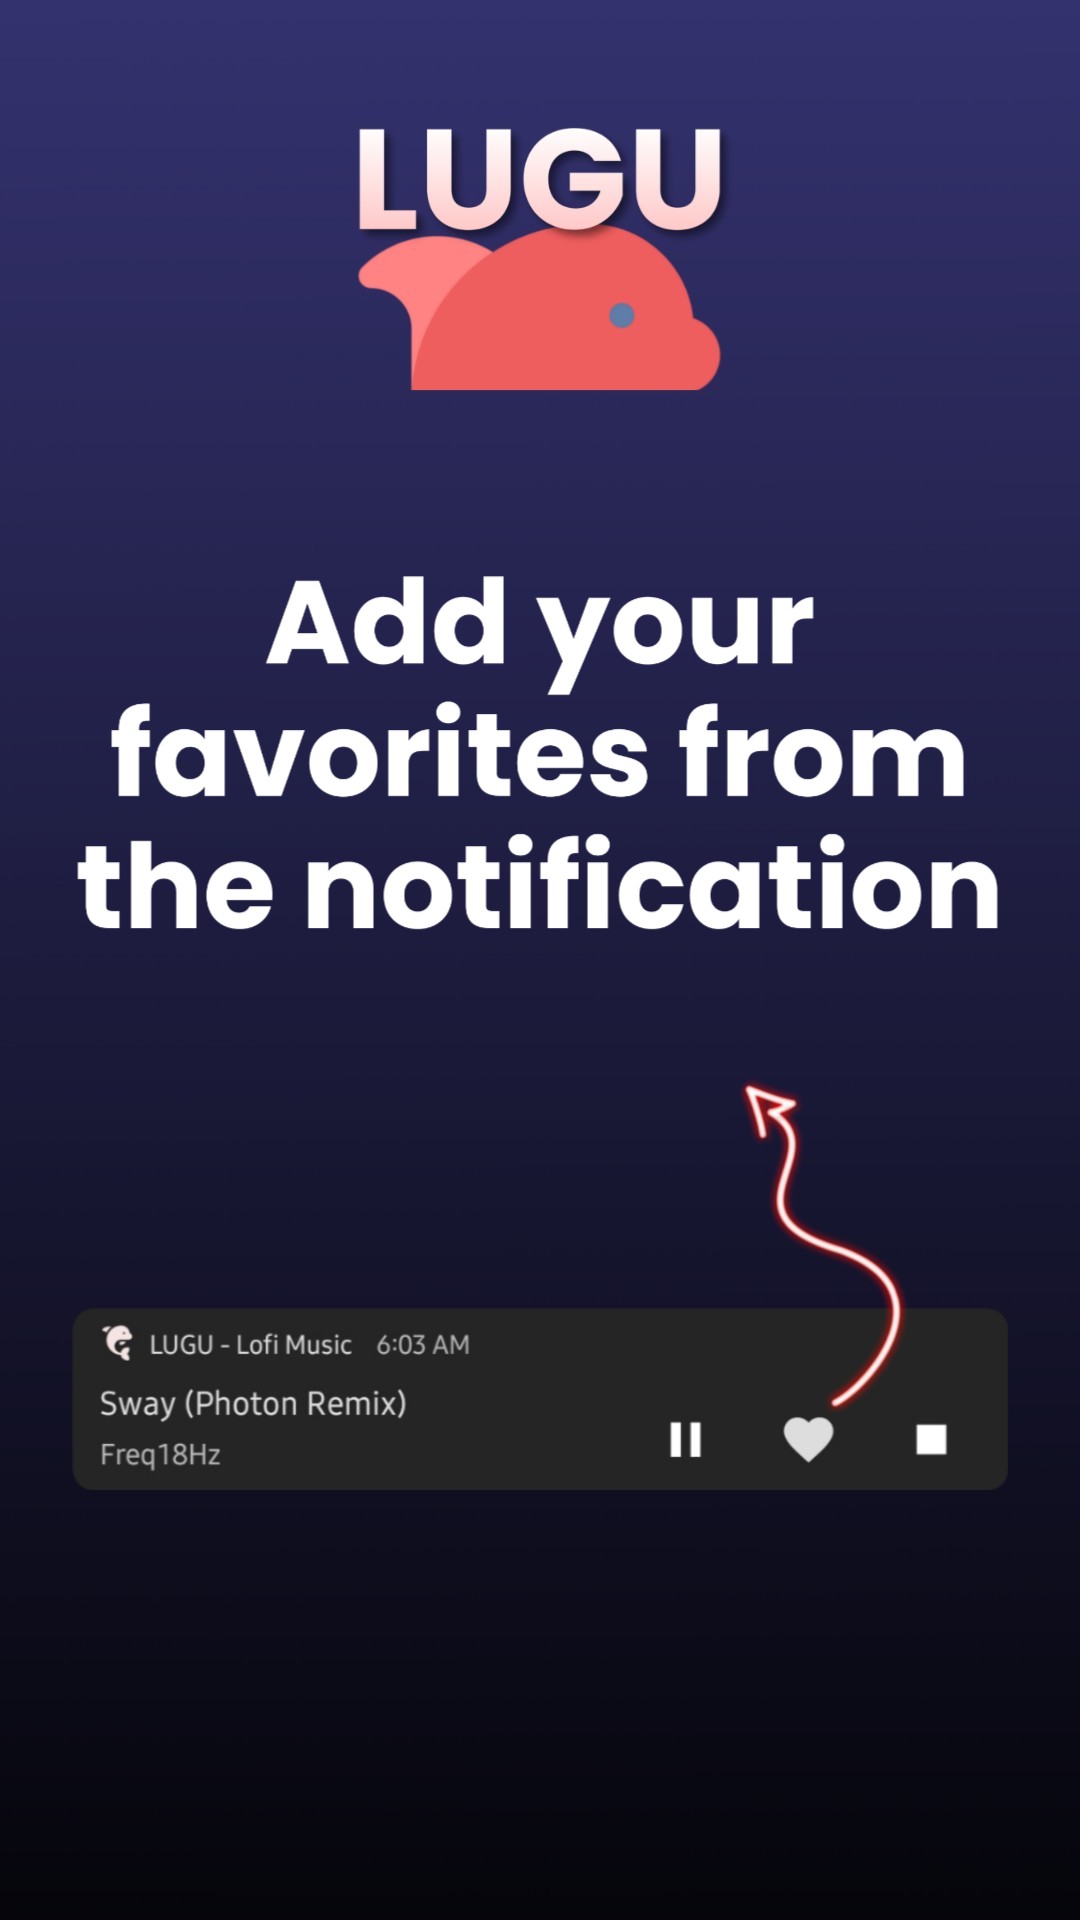 LUGU
Add your
favorites from
the notification
LUGU - Lofi Music 6:03 AM
Sway (Photon Remix)
Freq18Hz